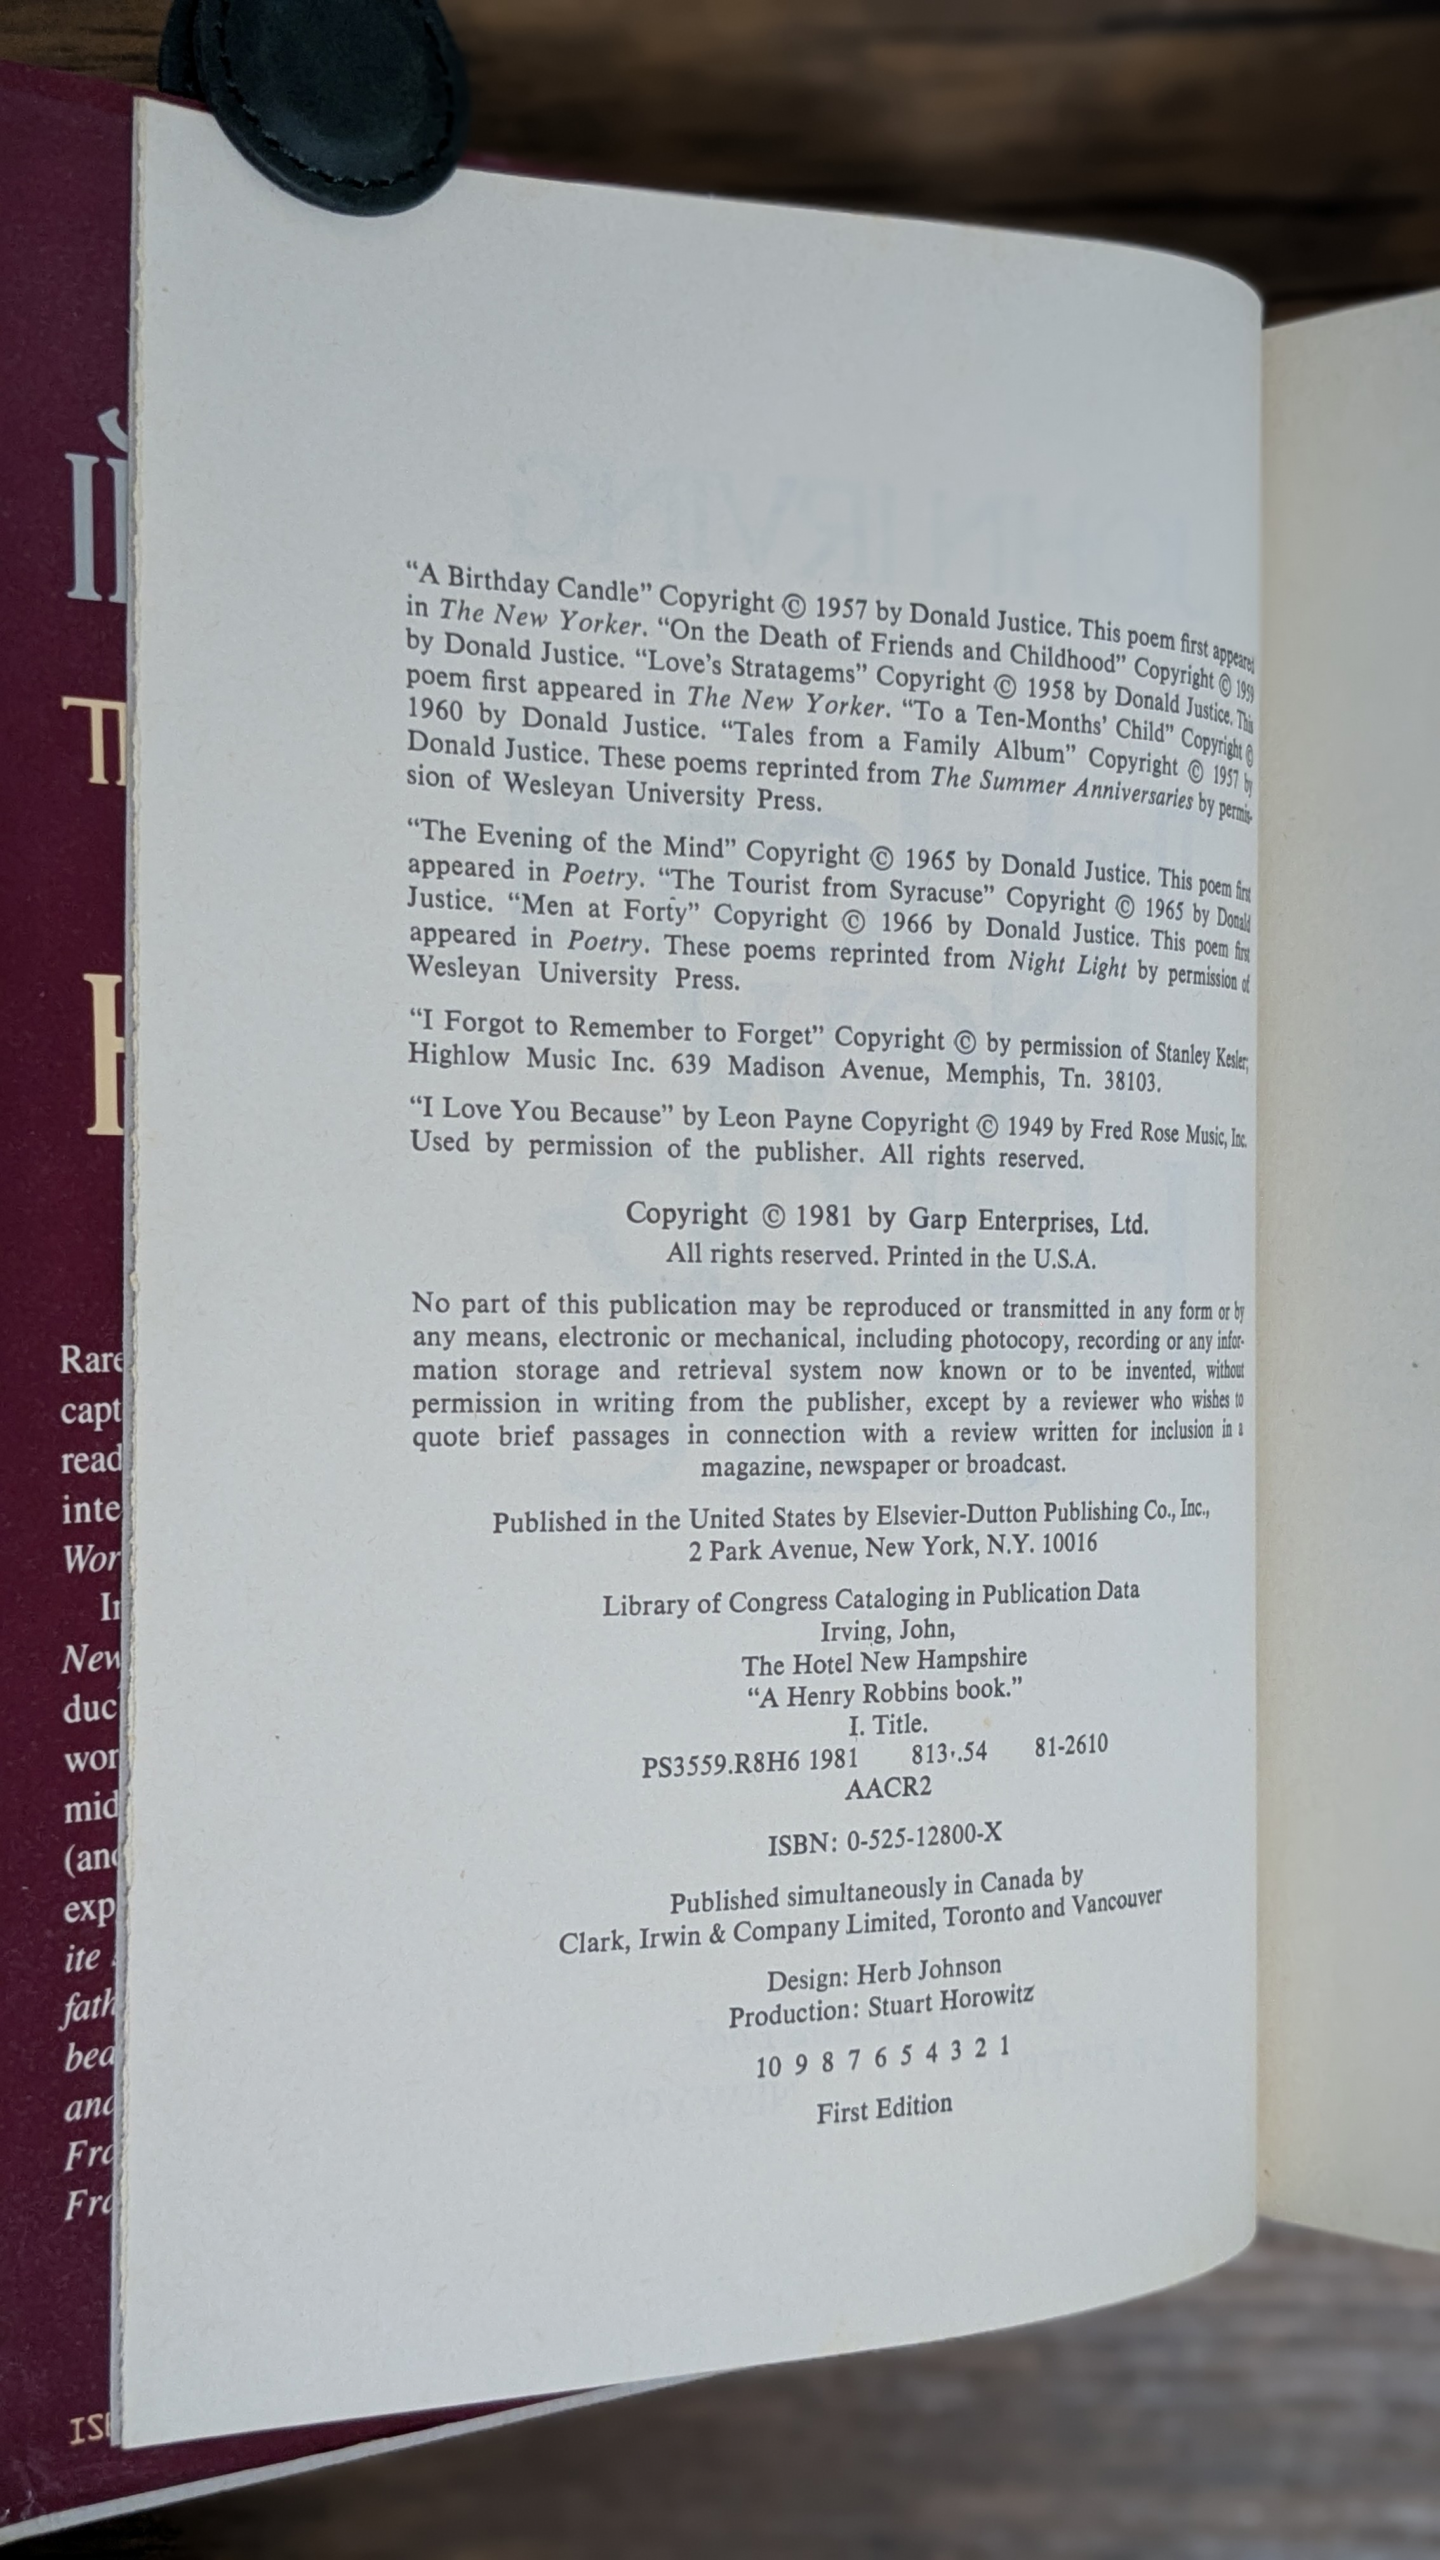 “A Birthday Candle” Copyright © 1957 by Donald Justice. This poem first appeared
in The New Yorker. “On the Death of Friends and Childhood” Copyright © 1959
by Donald Justice. “Love’s Stratagems” Copyright © 1958 by Donald Justice. This
poem first appeared in The New Yorker. “To a Ten-Months’ Child” Copyright ©
1960 by Donald Justice. “Tales from a Family Album” Copyright © 1957 by
Donald Justice. These poems reprinted from The Summer Anniversaries by permis-
sion of Wesleyan University Press.
“The Evening of the Mind” Copyright © 1965 by Donald Justice. This poem first
appeared in Poetry. “The Tourist from Syracuse” Copyright © 1965 by Donald
Justice. “Men at Forty” Copyright © 1966 by Donald Justice. This poem first
appeared in Poetry. These poems reprinted from Night Light by permission of
Wesleyan University Press.
“I Forgot to Remember to Forget” Copyright © by permission of Stanley Kesler;
Highlow Music Inc. 639 Madison Avenue, Memphis, Tn. 38103.
“I Love You Because” by Leon Payne Copyright © 1949 by Fred Rose Music, Inc.
Used by permission of the publisher. All rights reserved.
Copyright © 1981 by Garp Enterprises, Ltd.
All rights reserved. Printed in the U.S.A.
No part of this publication may be reproduced or transmitted in any form or by
any means, electronic or mechanical, including photocopy, recording or any infor-
mation storage and retrieval system now known or to be invented, without
permission in writing from the publisher, except by a reviewer who wishes to
quote brief passages in connection with a review written for inclusion in a
magazine, newspaper or broadcast.
Published in the United States by Elsevier-Dutton Publishing Co., Inc.,
2 Park Avenue, New York, N.Y. 10016
Library of Congress Cataloging in Publication Data
Irving, John,
The Hotel New Hampshire
“A Henry Robbins book.”
I. Title.
PS3559.R8H6 1981 813'.54 81-2610
AACR2
ISBN: 0-525-12800-X
Published simultaneously in Canada by
Clark, Irwin & Company Limited, Toronto and Vancouver
Design: Herb Johnson
Production: Stuart Horowitz
10 9 8 7 6 5 4 3 2 1
First Edition